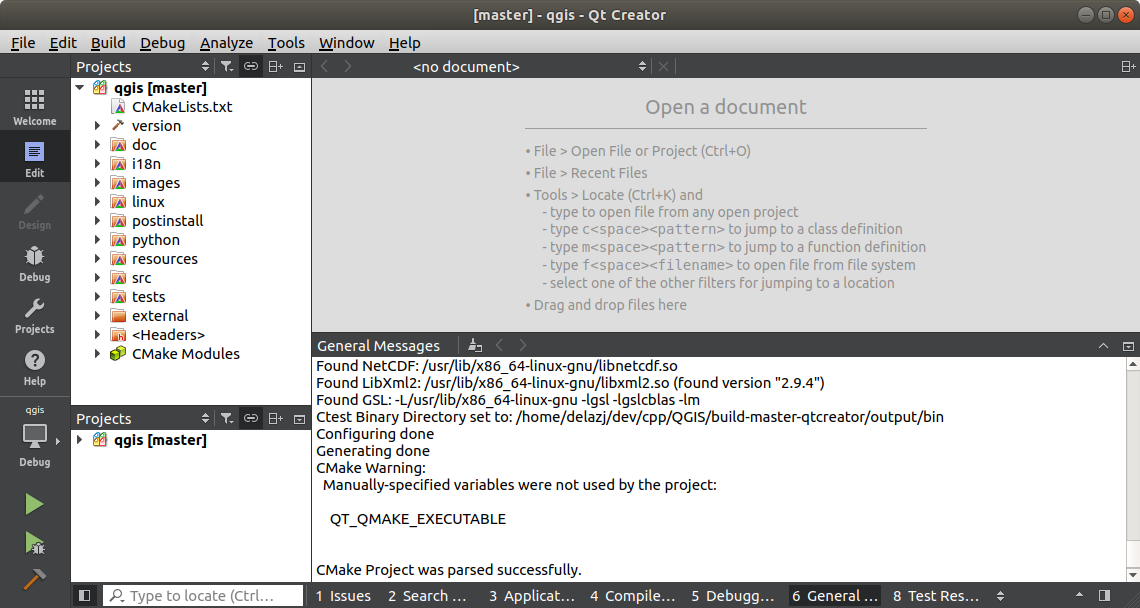 [master] - qgis - Qt Creator
File Edit Build Debug Analyze Tools Window Help
Projects
<no document>
Welcome
Edit
Design
Debug
Projects
Help
qgis
Debug
qgis [master]
CMakeLists.txt
version
doc
i18n
images
linux
postinstall
python
resources
src
tests
external
<Headers>
CMake Modules
Projects
qgis [master]
Open a document
• File > Open File or Project (Ctrl+O)
• File > Recent Files
• Tools > Locate (Ctrl+K) and
- type to open file from any open project
- type c<space><pattern> to jump to a class definition
- type m<space><pattern> to jump to a function definition
- type f<space><filename> to open file from file system
- select one of the other filters for jumping to a location
• Drag and drop files here
General Messages
Found NetCDF: /usr/lib/x86_64-linux-gnu/libnetcdf.so
Found LibXml2: /usr/lib/x86_64-linux-gnu/libxml2.so (found version "2.9.4")
Found GSL: -L/usr/lib/x86_64-linux-gnu -lgsl -lgslcblas -lm
Ctest Binary Directory set to: /home/delazj/dev/cpp/QGIS/build-master-qtcreator/output/bin
Configuring done
Generating done
CMake Warning:
Manually-specified variables were not used by the project:
QT_QMAKE_EXECUTABLE
CMake Project was parsed successfully.
Type to locate (Ctrl...
1 Issues 2 Search ... 3 Applicat... 4 Compile... 5 Debugg... 6 General ... 8 Test Res...